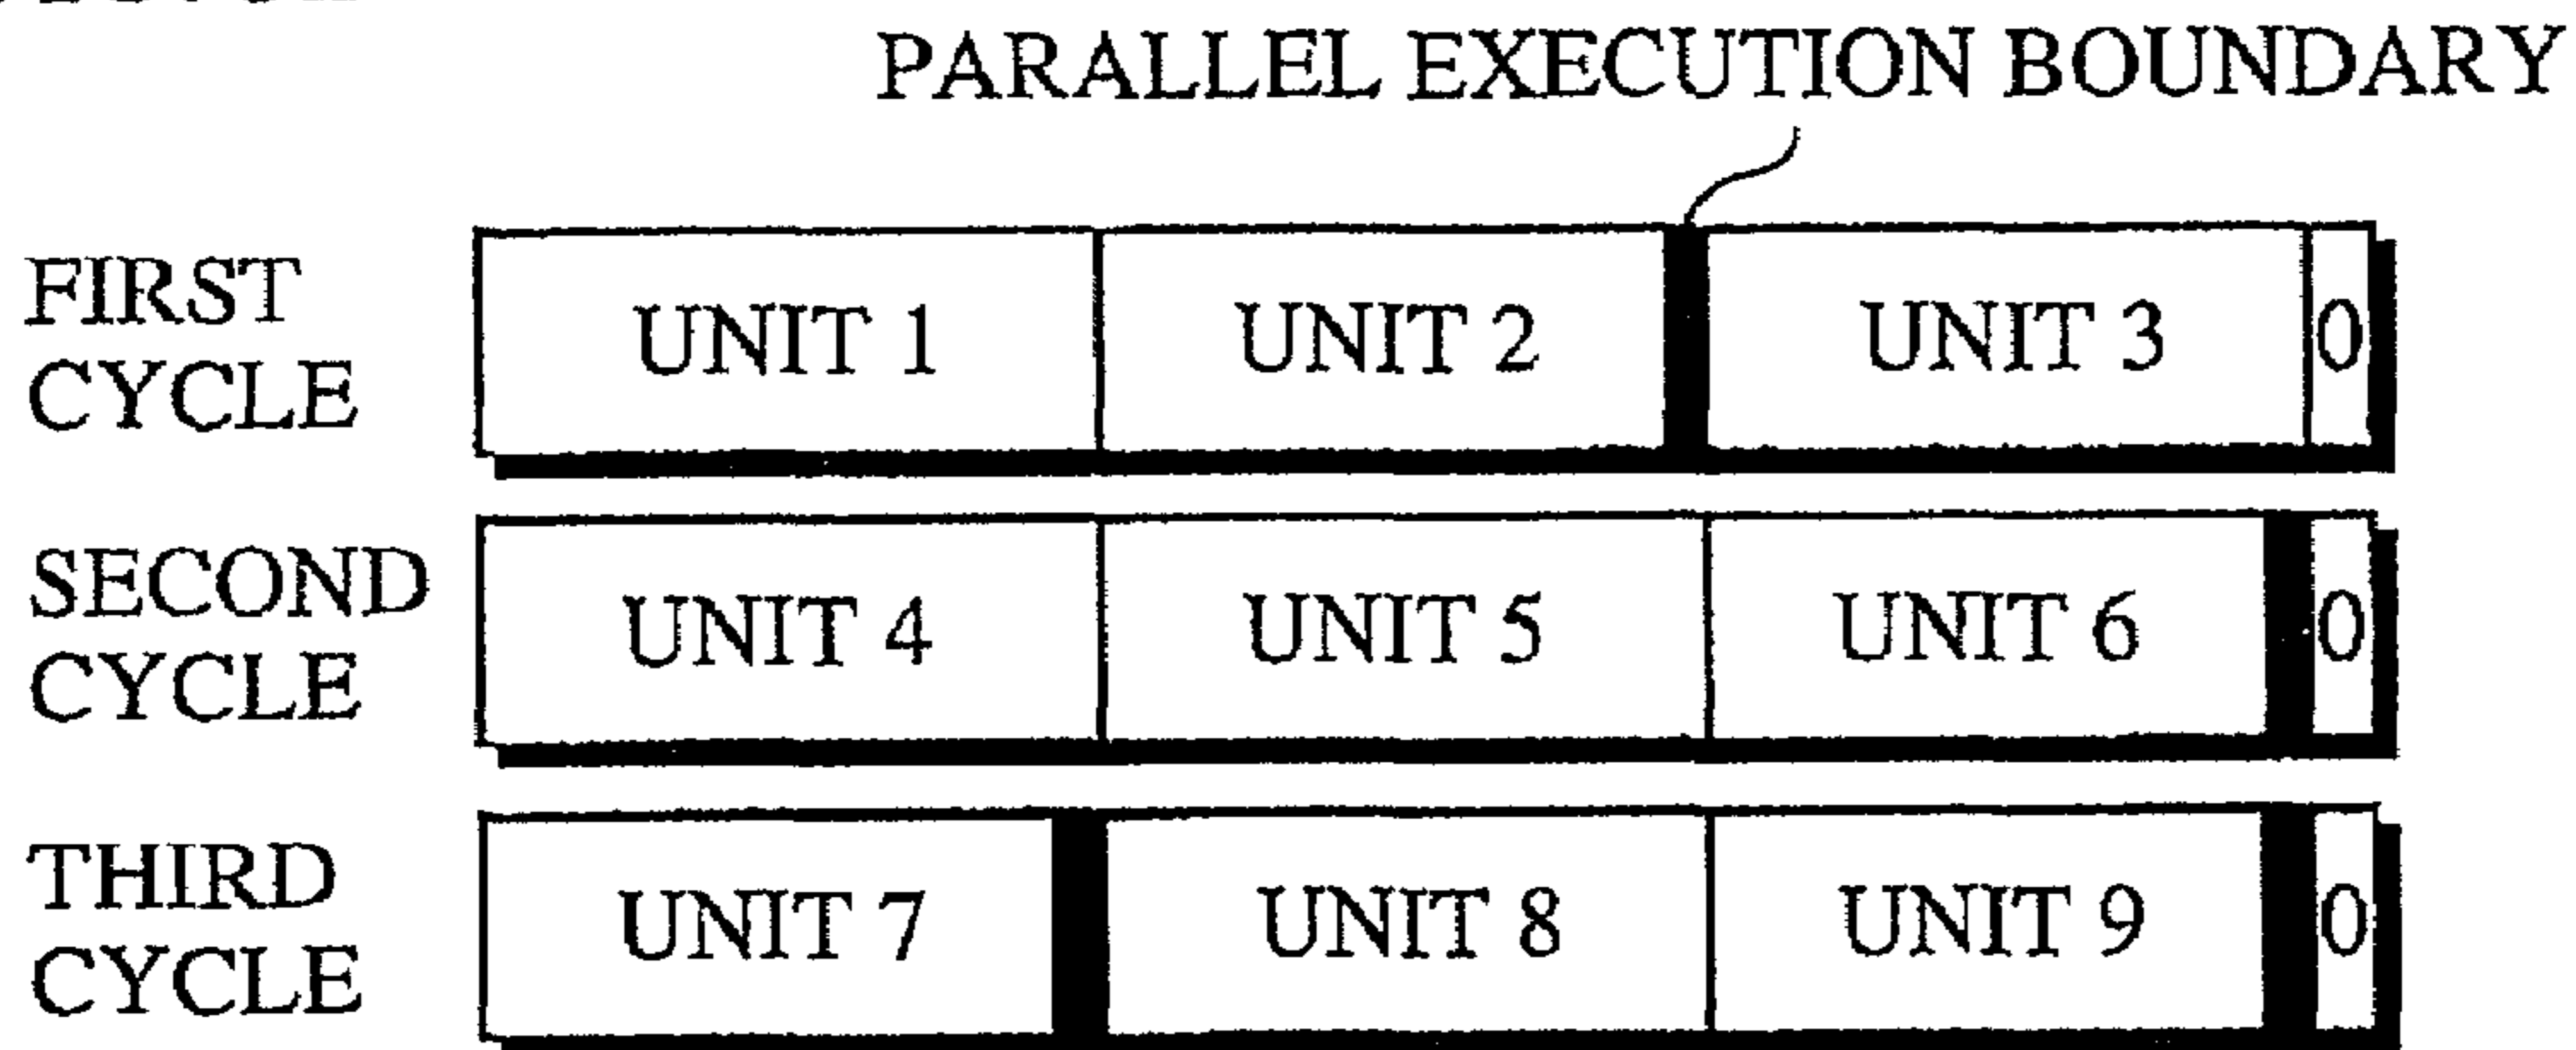 PARALLEL EXECUTION BOUNDARY
FIRST
CYCLE
UNIT 1
UNIT 2
UNIT 3
0
SECOND
CYCLE
UNIT 4
UNIT 5
UNIT 6
0
THIRD
CYCLE
UNIT 7
UNIT 8
UNIT 9
0